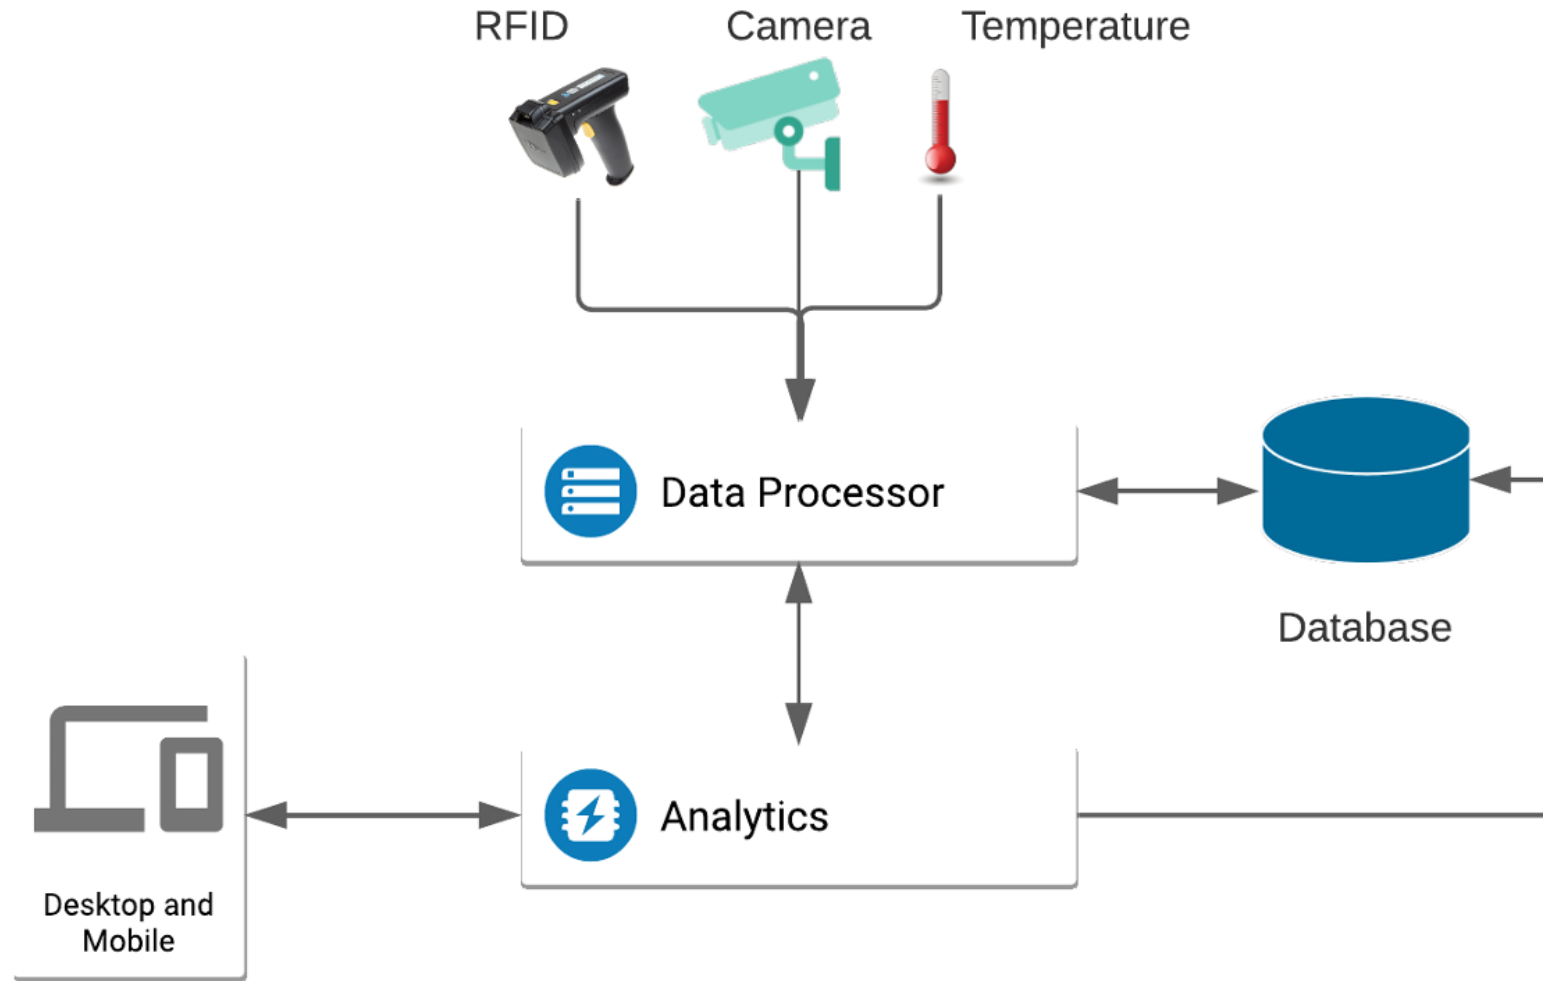 RFID
Camera
Temperature
Data Processor
Database
Analytics
Desktop and
Mobile